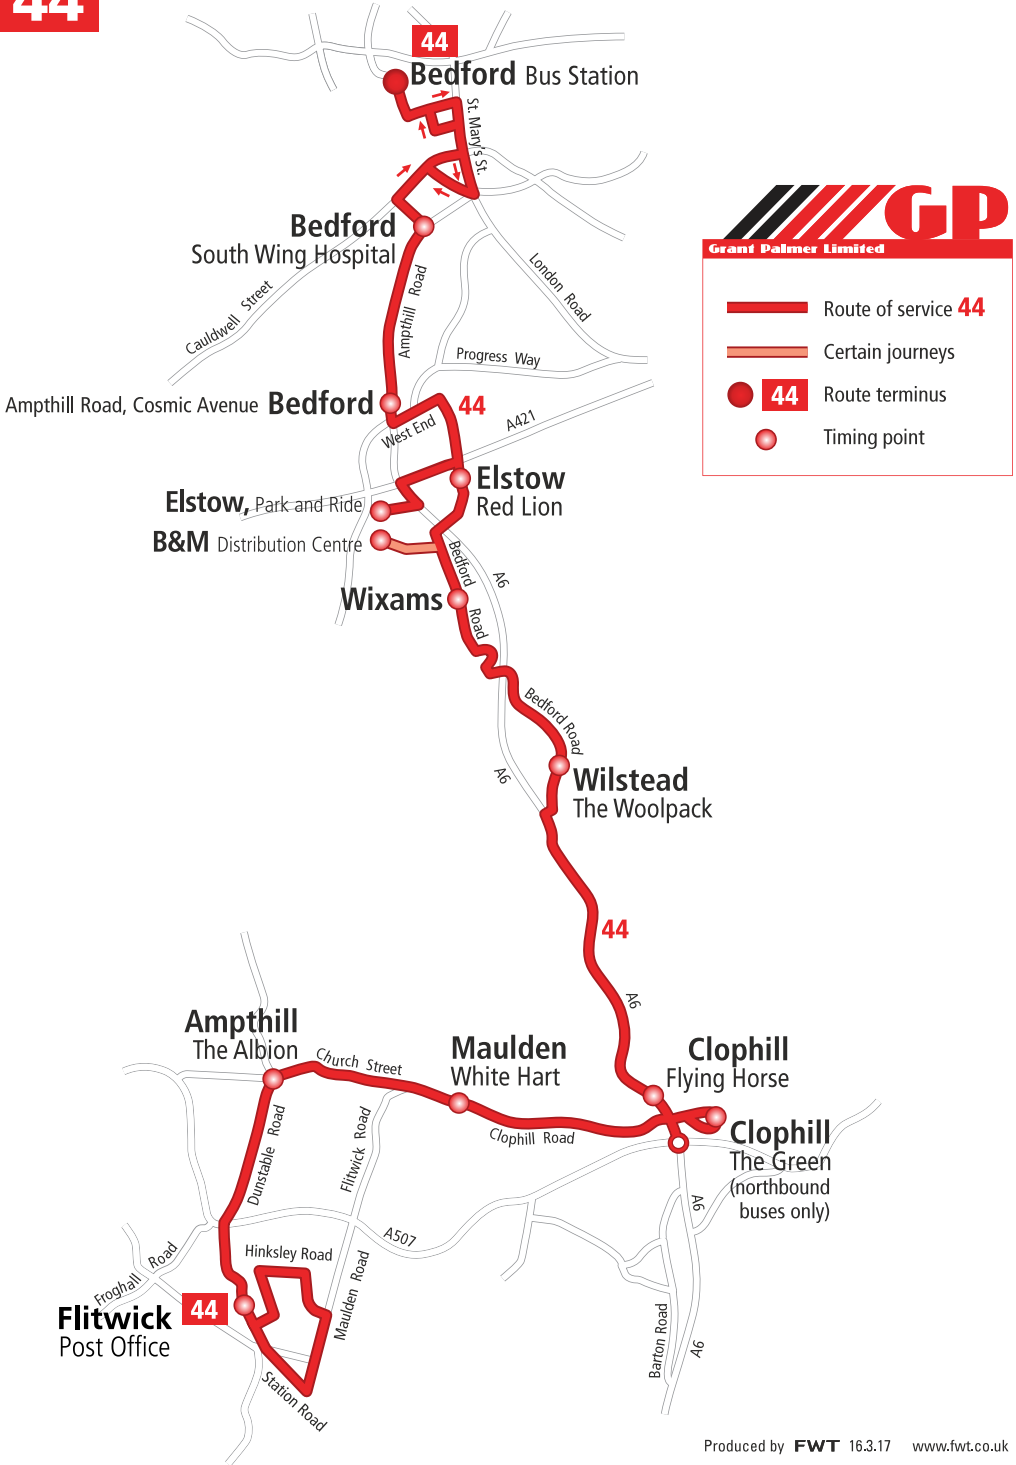 44
44
Bedford Bus Station
St. Mary's St.
Bedford
South Wing Hospital
Cauldwell Street
Ampthill Road
London Road
Progress Way
GP
Grant Palmer Limited
Route of service 44
Certain journeys
44 Route terminus
Timing point
Ampthill Road, Cosmic Avenue Bedford
44
West End
A421
Elstow
Red Lion
Elstow, Park and Ride
B&M Distribution Centre
Bedford Road
A6
Wixams
Bedford Road
A6
Wilstead
The Woolpack
44
A6
Ampthill
The Albion
Church Street
Maulden
White Hart
Clophill
Flying Horse
Clophill Road
Clophill
The Green
(northbound
buses only)
Dunstable Road
Flitwick Road
A6
A507
Hinksley Road
Froghall Road
Maulden Road
Flitwick 44
Post Office
Station Road
Barton Road
A6
Produced by FWT 16.3.17 www.fwt.co.uk